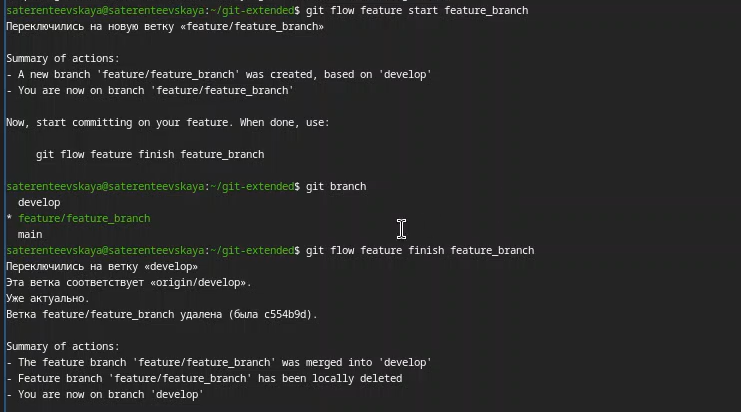 saterenteevskaya@saterenteevskaya:~/git-extended$ git flow feature start feature_branch
Переключились на новую ветку «feature/feature_branch»
Summary of actions:
- A new branch 'feature/feature_branch' was created, based on 'develop'
- You are now on branch 'feature/feature_branch'
Now, start committing on your feature. When done, use:
git flow feature finish feature_branch
saterenteevskaya@saterenteevskaya:~/git-extended$ git branch
develop
* feature/feature_branch
main
saterenteevskaya@saterenteevskaya:~/git-extended$ git flow feature finish feature_branch
Переключились на ветку «develop»
Эта ветка соответствует «origin/develop».
Уже актуально.
Ветка feature/feature_branch удалена (была c554b9d).
Summary of actions:
- The feature branch 'feature/feature_branch' was merged into 'develop'
- Feature branch 'feature/feature_branch' has been locally deleted
- You are now on branch 'develop'